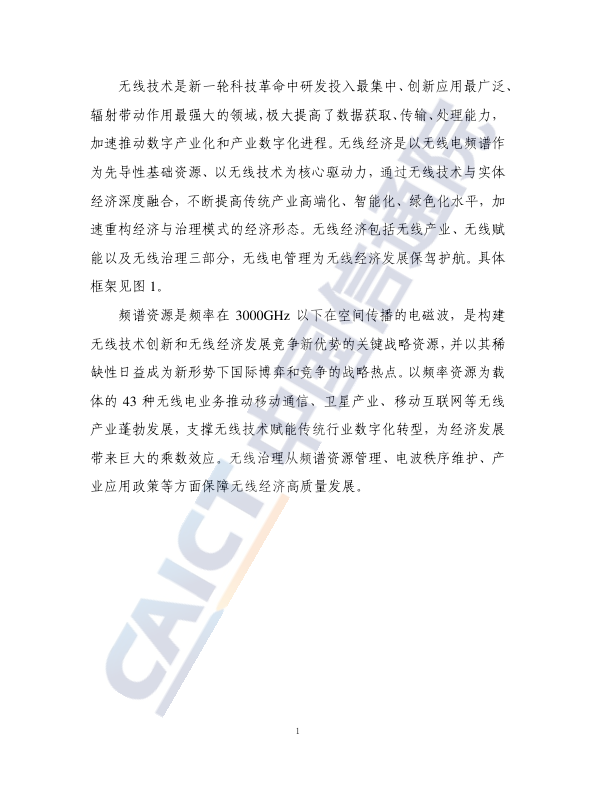 无线技术是新一轮科技革命中研发投入最集中、创新应用最广泛、
辐射带动作用最强大的领域，极大提高了数据获取、传输、处理能力，
加速推动数字产业化和产业数字化进程。无线经济是以无线电频谱作
为先导性基础资源、以无线技术为核心驱动力，通过无线技术与实体
经济深度融合，不断提高传统产业高端化、智能化、绿色化水平，加
速重构经济与治理模式的经济形态。无线经济包括无线产业、无线赋
能以及无线治理三部分，无线电管理为无线经济发展保驾护航。具体
框架见图 1。
频谱资源是频率在 3000GHz 以下在空间传播的电磁波，是构建
无线技术创新和无线经济发展竞争新优势的关键战略资源，并以其稀
缺性日益成为新形势下国际博弈和竞争的战略热点。以频率资源为载
体的 43 种无线电业务推动移动通信、卫星产业、移动互联网等无线
产业蓬勃发展，支撑无线技术赋能传统行业数字化转型，为经济发展
带来巨大的乘数效应。无线治理从频谱资源管理、电波秩序维护、产
业应用政策等方面保障无线经济高质量发展。
CAICT 中国信通院
1